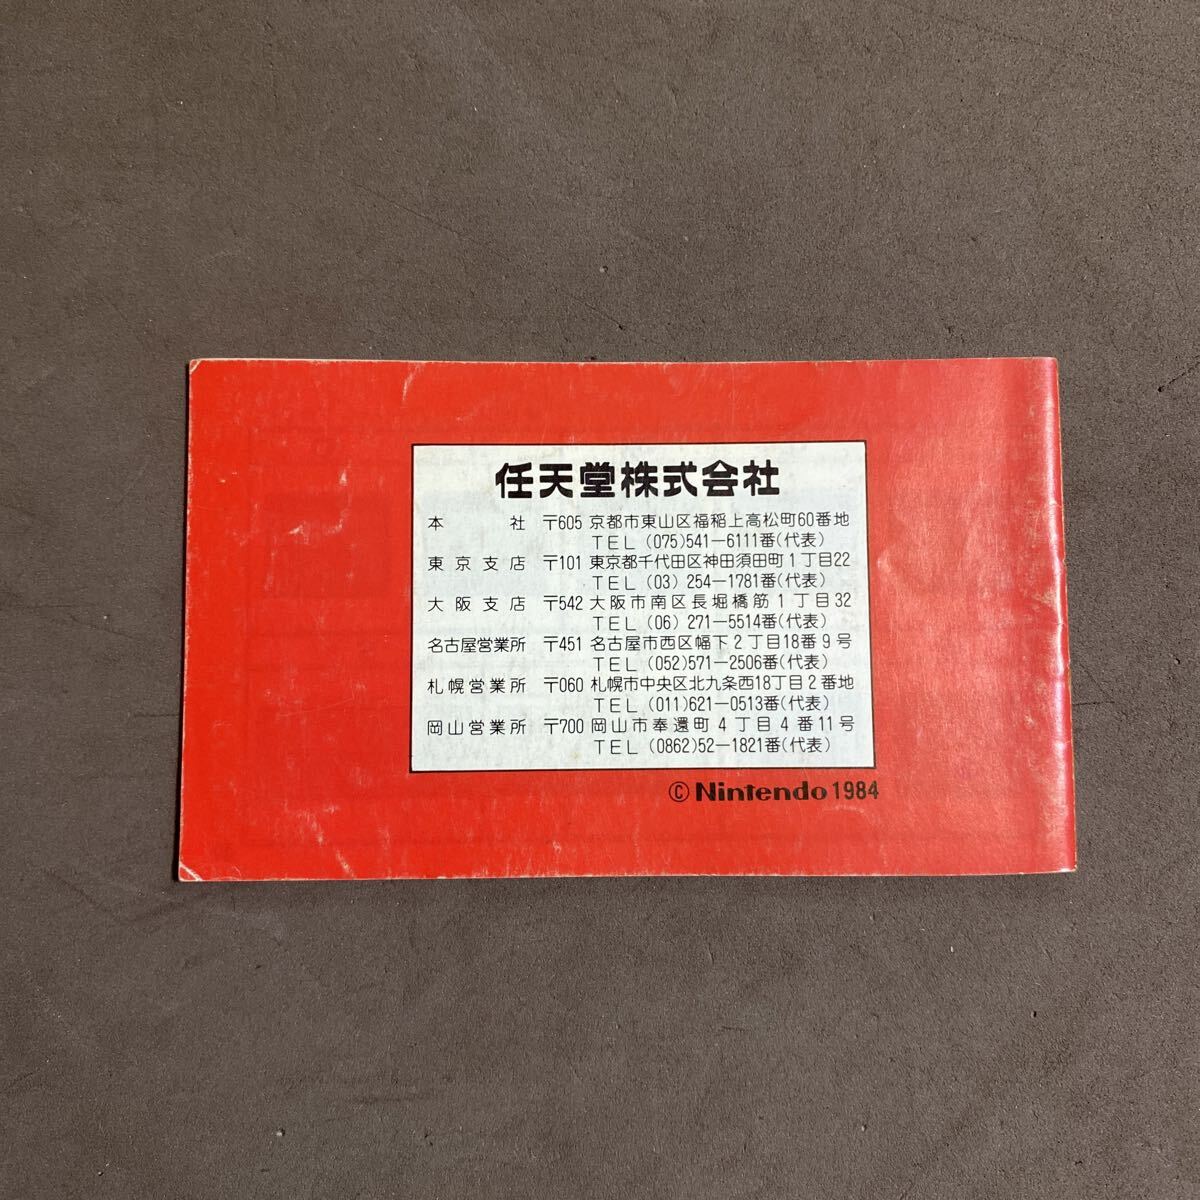 任天堂株式会社
本社 〒605 京都市東山区福稲上高松町60番地
TEL (075)541-6111番(代表)
東京支店 〒101 東京都千代田区神田須田町1丁目22
TEL (03) 254-1781番(代表)
大阪支店 〒542 大阪市南区長堀橋筋1丁目32
TEL (06) 271-5514番(代表)
名古屋営業所 〒451 名古屋市西区幅下2丁目18番9号
TEL (052)571-2506番(代表)
札幌営業所 〒060 札幌市中央区北九条西18丁目2番地
TEL (011)621-0513番(代表)
岡山営業所 〒700 岡山市奉還町4丁目4番11号
TEL (0862)52-1821番(代表)
©Nintendo 1984